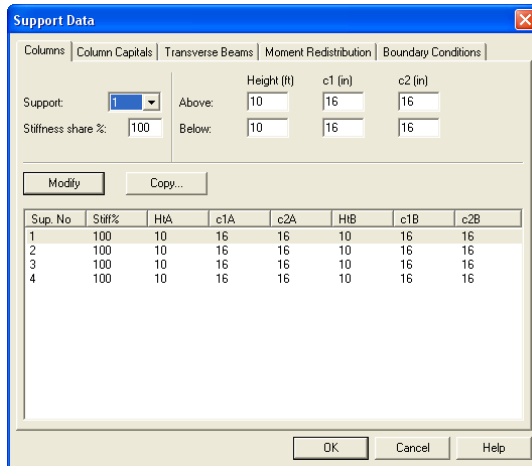 Support Data
Columns Column Capitals Transverse Beams Moment Redistribution Boundary Conditions
Height (ft) c1 (in) c2 (in)
Support: 1 Above: 10 16 16
Stiffness share %: 100 Below: 10 16 16
Modify Copy...
Sup. No Stiff% HtA c1A c2A HtB c1B c2B
1 100 10 16 16 10 16 16
2 100 10 16 16 10 16 16
3 100 10 16 16 10 16 16
4 100 10 16 16 10 16 16
OK Cancel Help